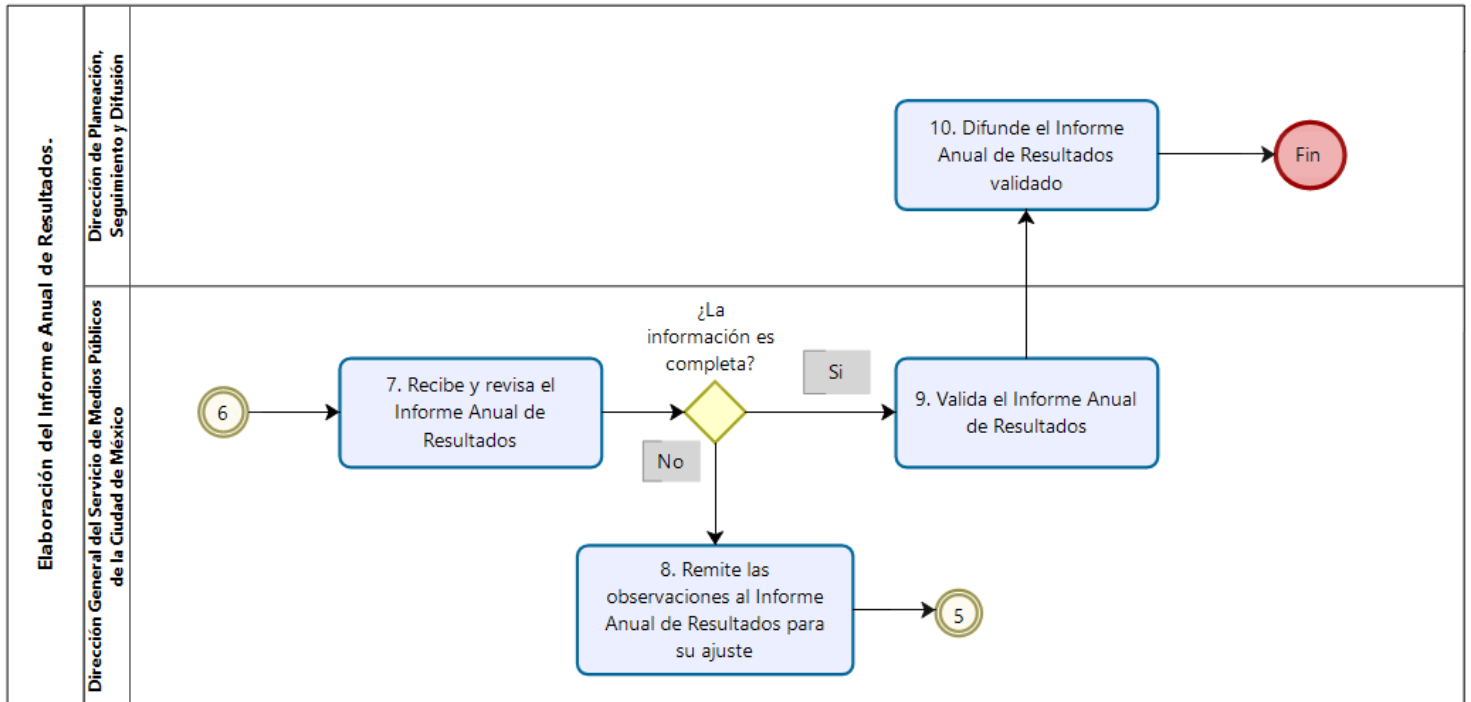 Elaboración del Informe Anual de Resultados.
Dirección de Planeación,
Seguimiento y Difusión
10. Difunde el Informe
Anual de Resultados
validado
Fin
Dirección General del Servicio de Medios Públicos
de la Ciudad de México
6
7. Recibe y revisa el
Informe Anual de
Resultados
¿La
información es
completa?
Si
9. Valida el Informe Anual
de Resultados
No
8. Remite las
observaciones al Informe
Anual de Resultados para
su ajuste
5